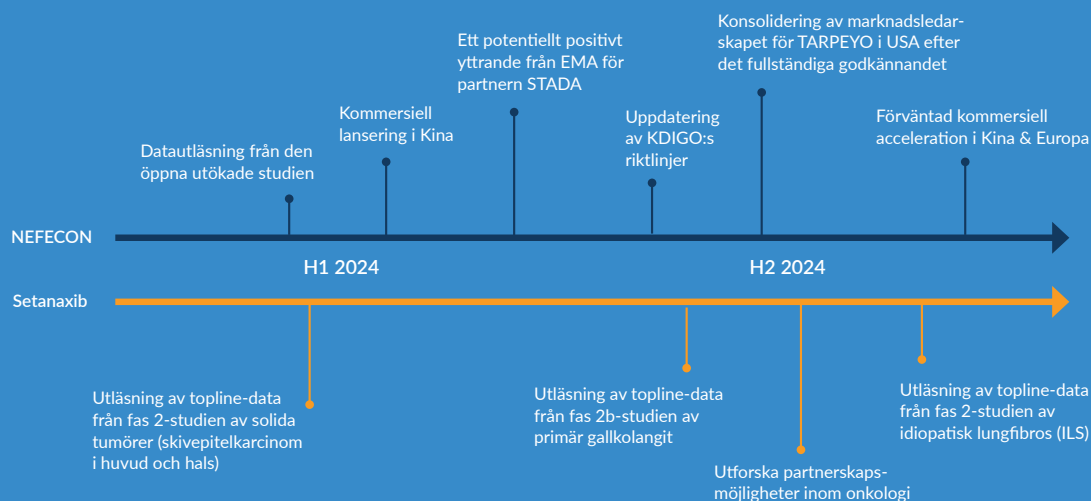 Ett potentiellt positivt
yttrande från EMA för
partnern STADA
Konsolidering av marknadsledar-
skapet för TARPEYO i USA efter
det fullständiga godkännandet
Kommersiell
lansering i Kina
Uppdatering
av KDIGO:s
riktlinjer
Förväntad kommersiell
acceleration i Kina & Europa
Datautläsning från den
öppna utökade studien
NEFECON
H1 2024
H2 2024
Setanaxib
Utläsning av topline-data
från fas 2-studien av solida
tumörer (skivepitelkarcinom
i huvud och hals)
Utläsning av topline-data
från fas 2b-studien av
primär gallkolangit
Utforska partnerskaps-
möjligheter inom onkologi
Utläsning av topline-data
från fas 2-studien av
idiopatisk lungfibros (ILS)